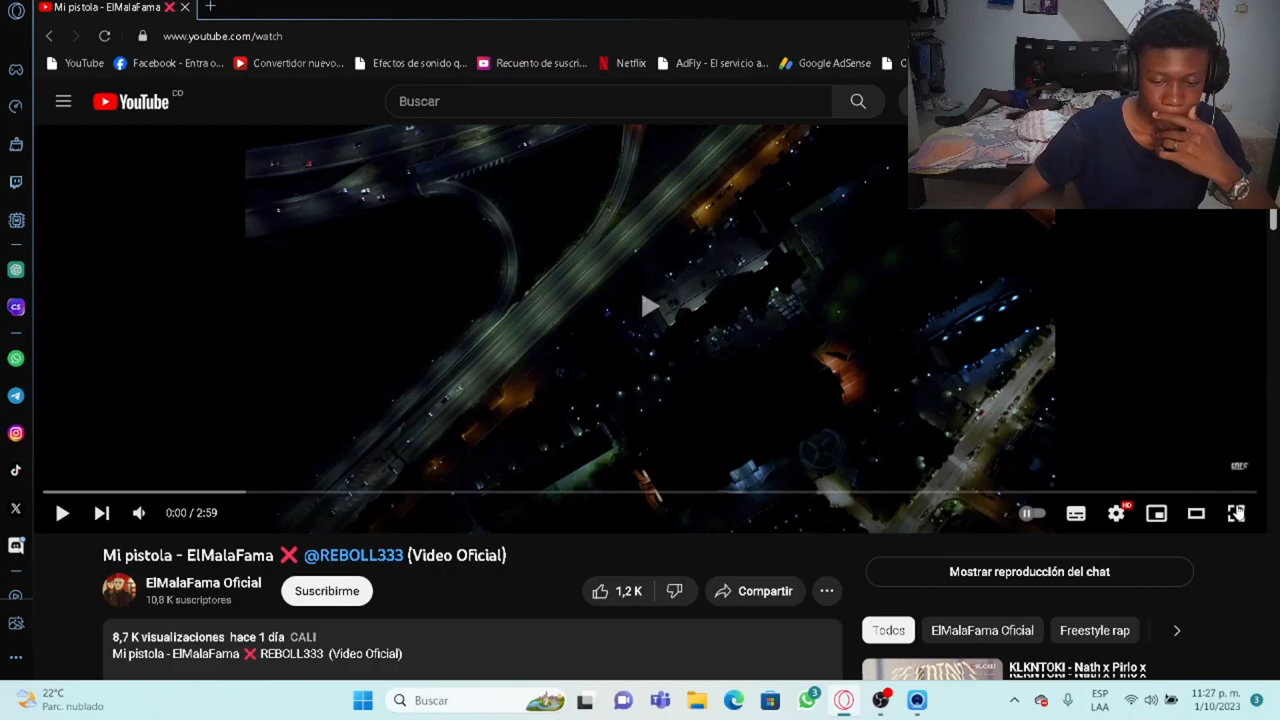 Mi pistola - ElMalaFama ❌
www.youtube.com/watch
YouTube
Facebook - Entra o...
Convertidor nuevo...
Efectos de sonido q...
Recuento de suscri...
Netflix
AdFly - El servicio a...
Google AdSense
YouTube CD
Buscar
0:00 / 2:59
HD
Mi pistola - ElMalaFama ❌ @REBOLL333 (Video Oficial)
ElMalaFama Oficial
10,8 K suscriptores
Suscribirme
1,2 K
Compartir
Mostrar reproducción del chat
8,7 K visualizaciones hace 1 día CALI
Mi pistola - ElMalaFama ❌ REBOLL333 (Video Oficial)
Todos
ElMalaFama Oficial
Freestyle rap
KLKNTOKI - Nath x Pirlo x
22°C
Parc. nublado
Buscar
3
ESP
LAA
11:27 p. m.
1/10/2023
3